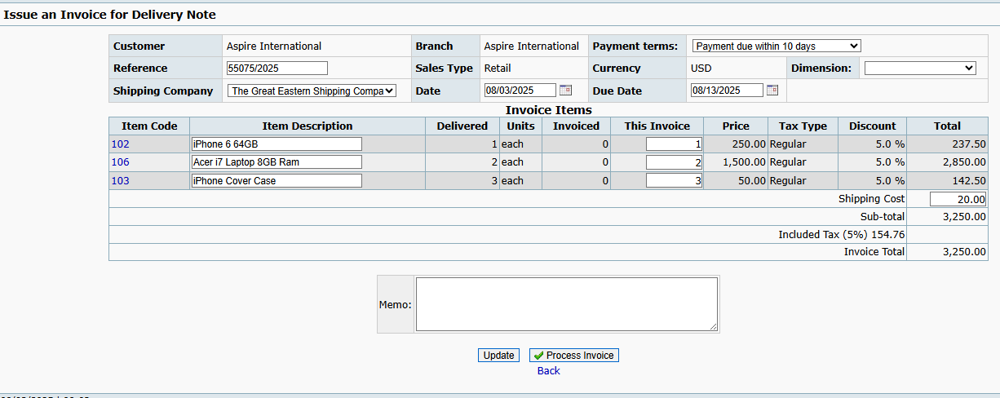 Issue an Invoice for Delivery Note
Customer Aspire International Branch Aspire International Payment terms: Payment due within 10 days
Reference 55075/2025 Sales Type Retail Currency USD Dimension:
Shipping Company The Great Eastern Shipping Compa Date 08/03/2025 Due Date 08/13/2025
Invoice Items
Item Code Item Description Delivered Units Invoiced This Invoice Price Tax Type Discount Total
102 iPhone 6 64GB 1 each 0 1 250.00 Regular 5.0 % 237.50
106 Acer i7 Laptop 8GB Ram 2 each 0 2 1,500.00 Regular 5.0 % 2,850.00
103 iPhone Cover Case 3 each 0 3 50.00 Regular 5.0 % 142.50
Shipping Cost 20.00
Sub-total 3,250.00
Included Tax (5%) 154.76
Invoice Total 3,250.00
Memo:
Update Process Invoice
Back